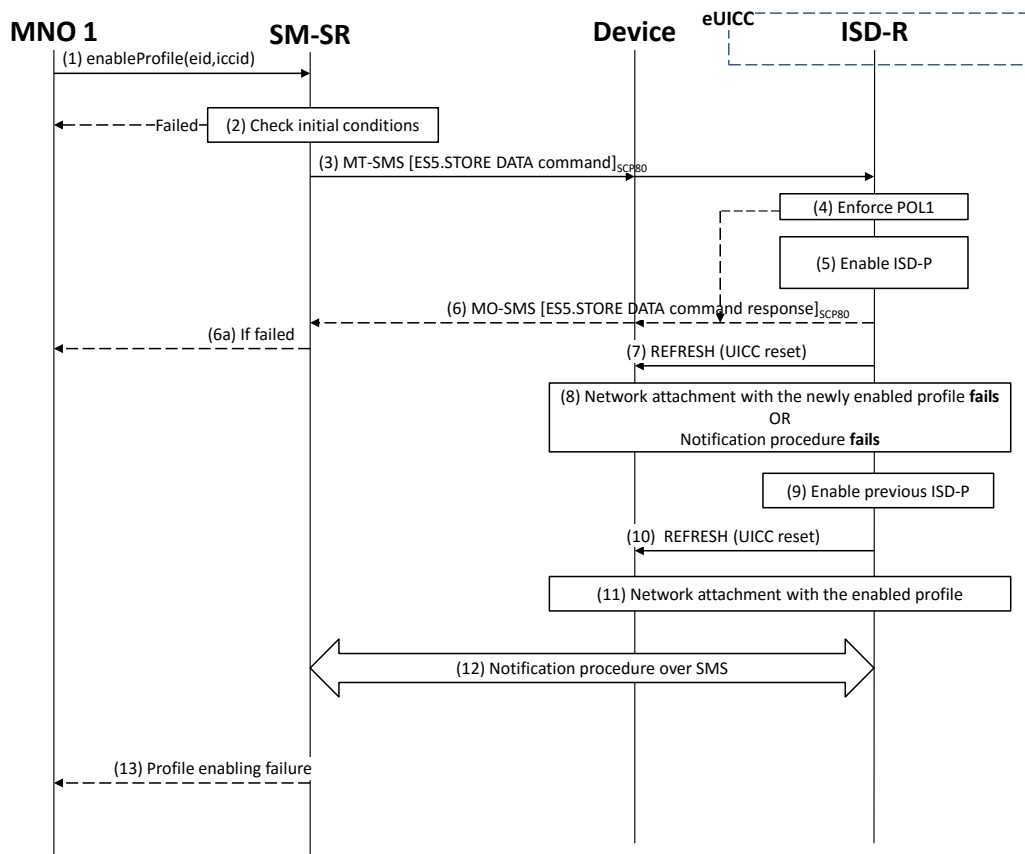 eUICC
MNO 1
SM-SR
Device
ISD-R
(1) enableProfile(eid,iccid)
Failed
(2) Check initial conditions
(3) MT-SMS [ES5.STORE DATA command]SCP80
(4) Enforce POL1
(5) Enable ISD-P
(6) MO-SMS [ES5.STORE DATA command response]SCP80
(6a) If failed
(7) REFRESH (UICC reset)
(8) Network attachment with the newly enabled profile fails
OR
Notification procedure fails
(9) Enable previous ISD-P
(10) REFRESH (UICC reset)
(11) Network attachment with the enabled profile
(12) Notification procedure over SMS
(13) Profile enabling failure